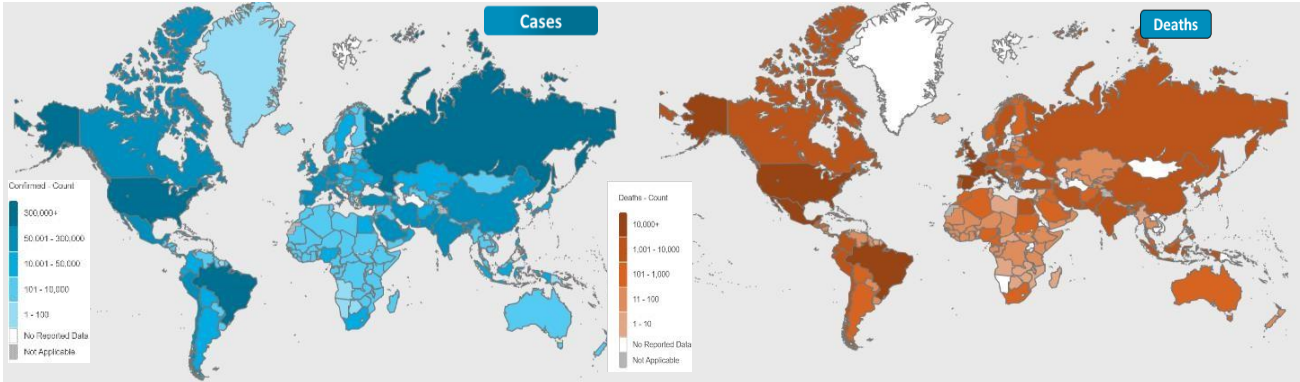 Cases
Confirmed - Count
300,000+
50.001 - 300,000
10.001 - 50,000
101 - 10,000
1 - 100
No Reported Data
Not Applicable
Deaths
Deaths - Count
10,000+
1.001 - 10,000
101 - 1,000
11 - 100
1 - 10
No Reported Data
Not Applicable